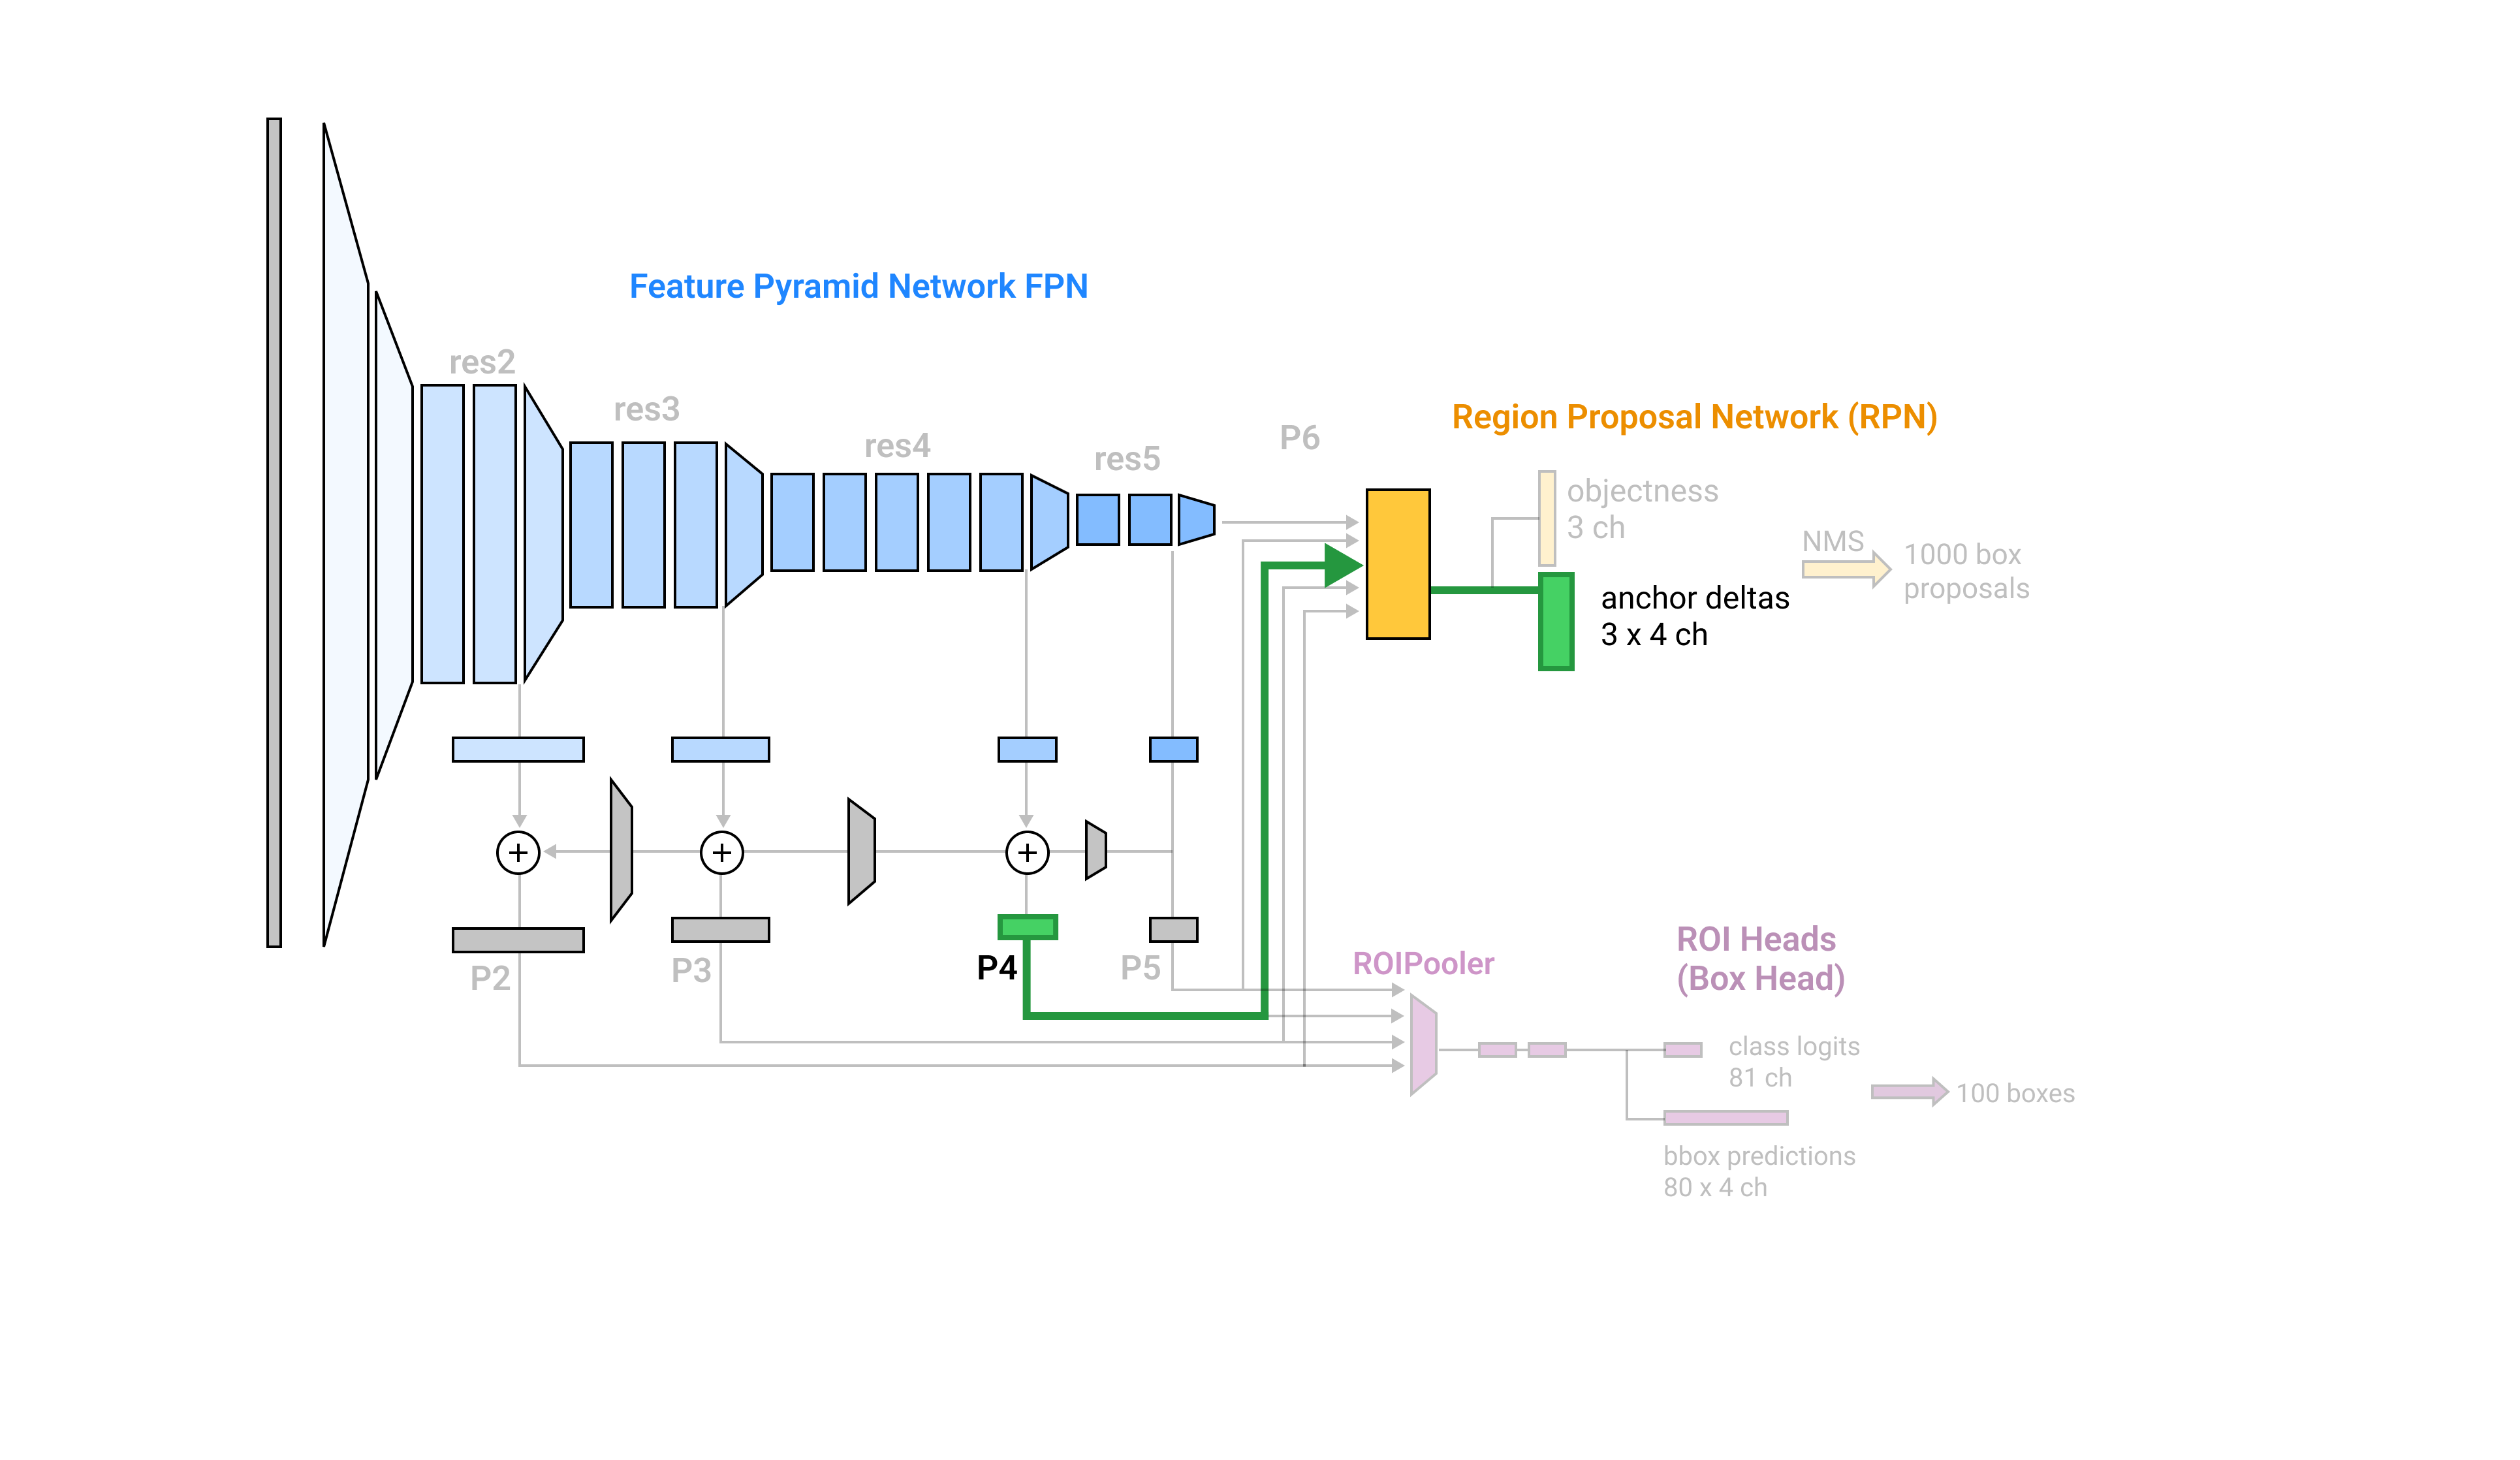 Feature Pyramid Network FPN
res2
res3
res4
res5
P6
Region Proposal Network (RPN)
objectness
3 ch
NMS
1000 box
proposals
anchor deltas
3 x 4 ch
+
+
+
P2
P3
P4
P5
ROIPooler
ROI Heads
(Box Head)
class logits
81 ch
100 boxes
bbox predictions
80 x 4 ch